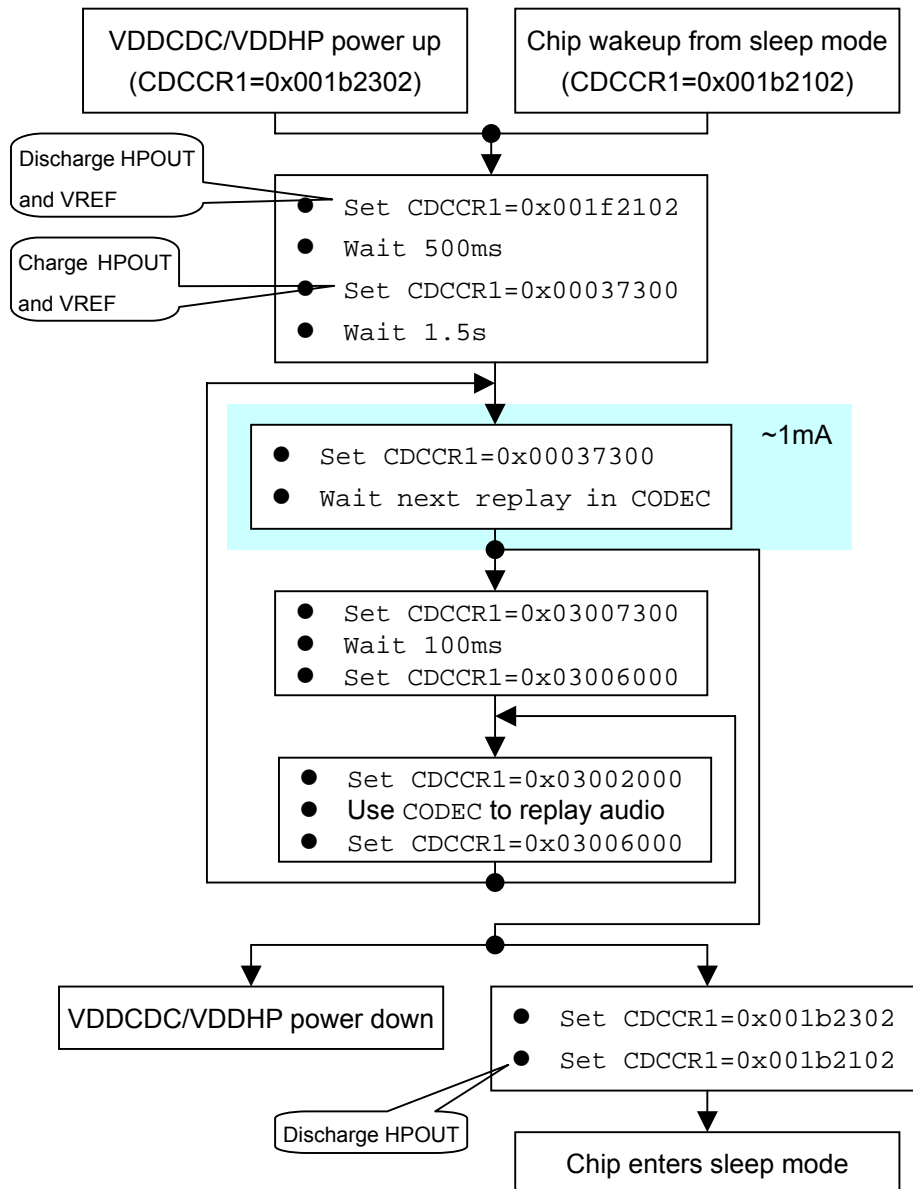 VDDCDC/VDDHP power up
(CDCCR1=0x001b2302)
Chip wakeup from sleep mode
(CDCCR1=0x001b2102)
Discharge HPOUT
and VREF
● Set CDCCR1=0x001f2102
● Wait 500ms
● Set CDCCR1=0x00037300
● Wait 1.5s
Charge HPOUT
and VREF
~1mA
● Set CDCCR1=0x00037300
● Wait next replay in CODEC
● Set CDCCR1=0x03007300
● Wait 100ms
● Set CDCCR1=0x03006000
● Set CDCCR1=0x03002000
● Use CODEC to replay audio
● Set CDCCR1=0x03006000
VDDCDC/VDDHP power down
● Set CDCCR1=0x001b2302
● Set CDCCR1=0x001b2102
Discharge HPOUT
Chip enters sleep mode